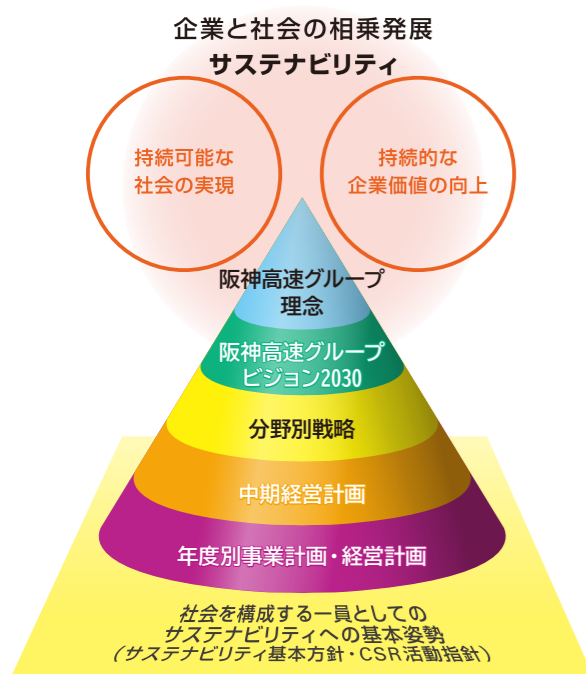 企業と社会の相乗発展
サステナビリティ
持続可能な
社会の実現
持続的な
企業価値の向上
阪神高速グループ
理念
阪神高速グループ
ビジョン2030
分野別戦略
中期経営計画
年度別事業計画・経営計画
社会を構成する一員としての
サステナビリティへの基本姿勢
(サステナビリティ基本方針・CSR活動指針)